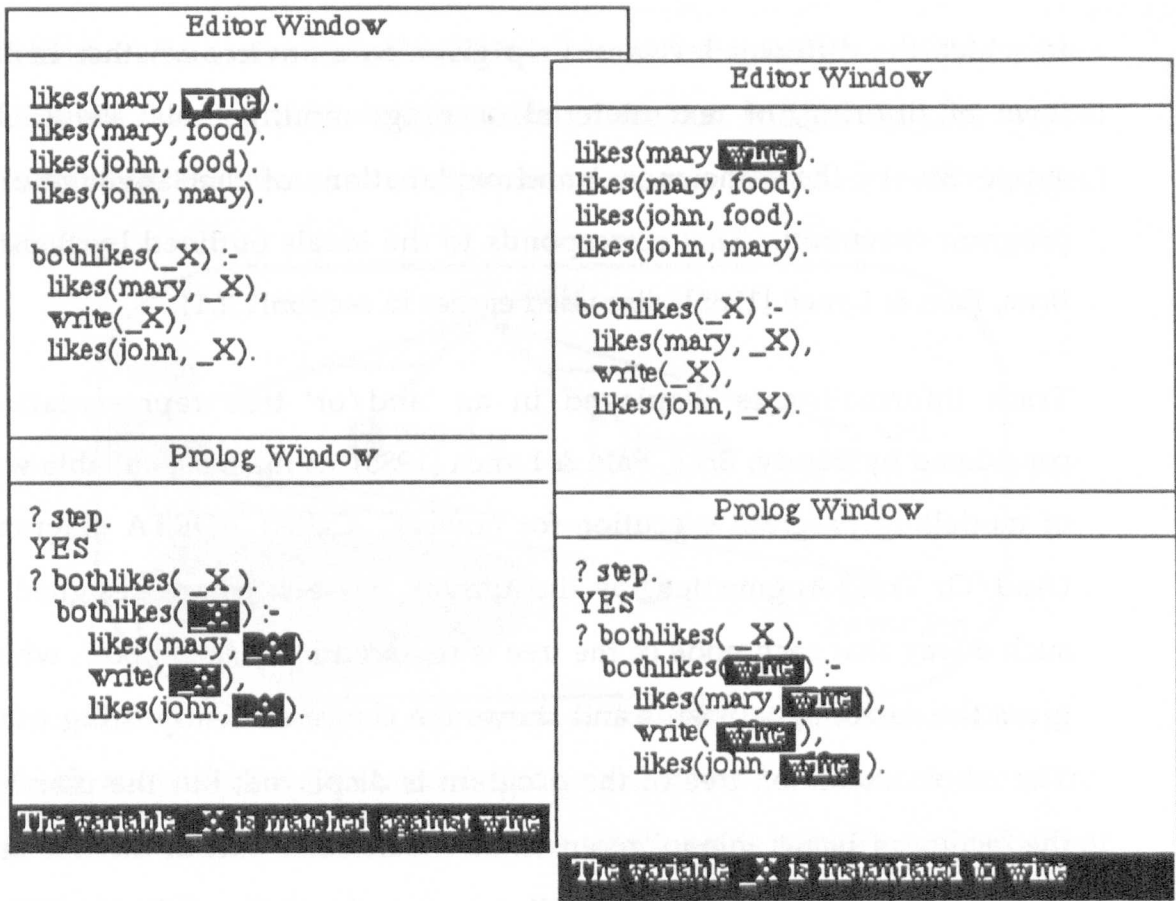 Editor Window
likes(mary, wine).
likes(mary, food).
likes(john, food).
likes(john, mary).
bothlikes(_X) :-
likes(mary, _X),
write(_X),
likes(john, _X).
Prolog Window
? step.
YES
? bothlikes( _X ).
bothlikes( _X ) :-
likes(mary, _X)
write( _X ),
likes(john, _X)
The variable _X is matched against wine
Editor Window
likes(mary wine ).
likes(mary, food).
likes(john, food).
likes(john, mary).
bothlikes(_X) :-
likes(mary, _X),
write(_X),
likes(john, _X).
Prolog Window
? step.
YES
? bothlikes( _X ).
bothlikes( wine ) :-
likes(mary, wine ),
write( wine ),
likes(john, wine ).
The variable _X is instantiated to wine